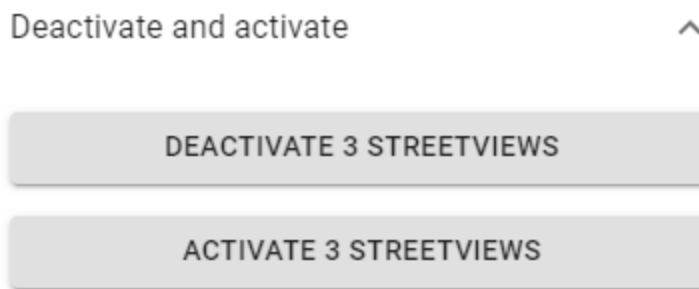 Deactivate and activate
DEACTIVATE 3 STREETVIEWS
ACTIVATE 3 STREETVIEWS